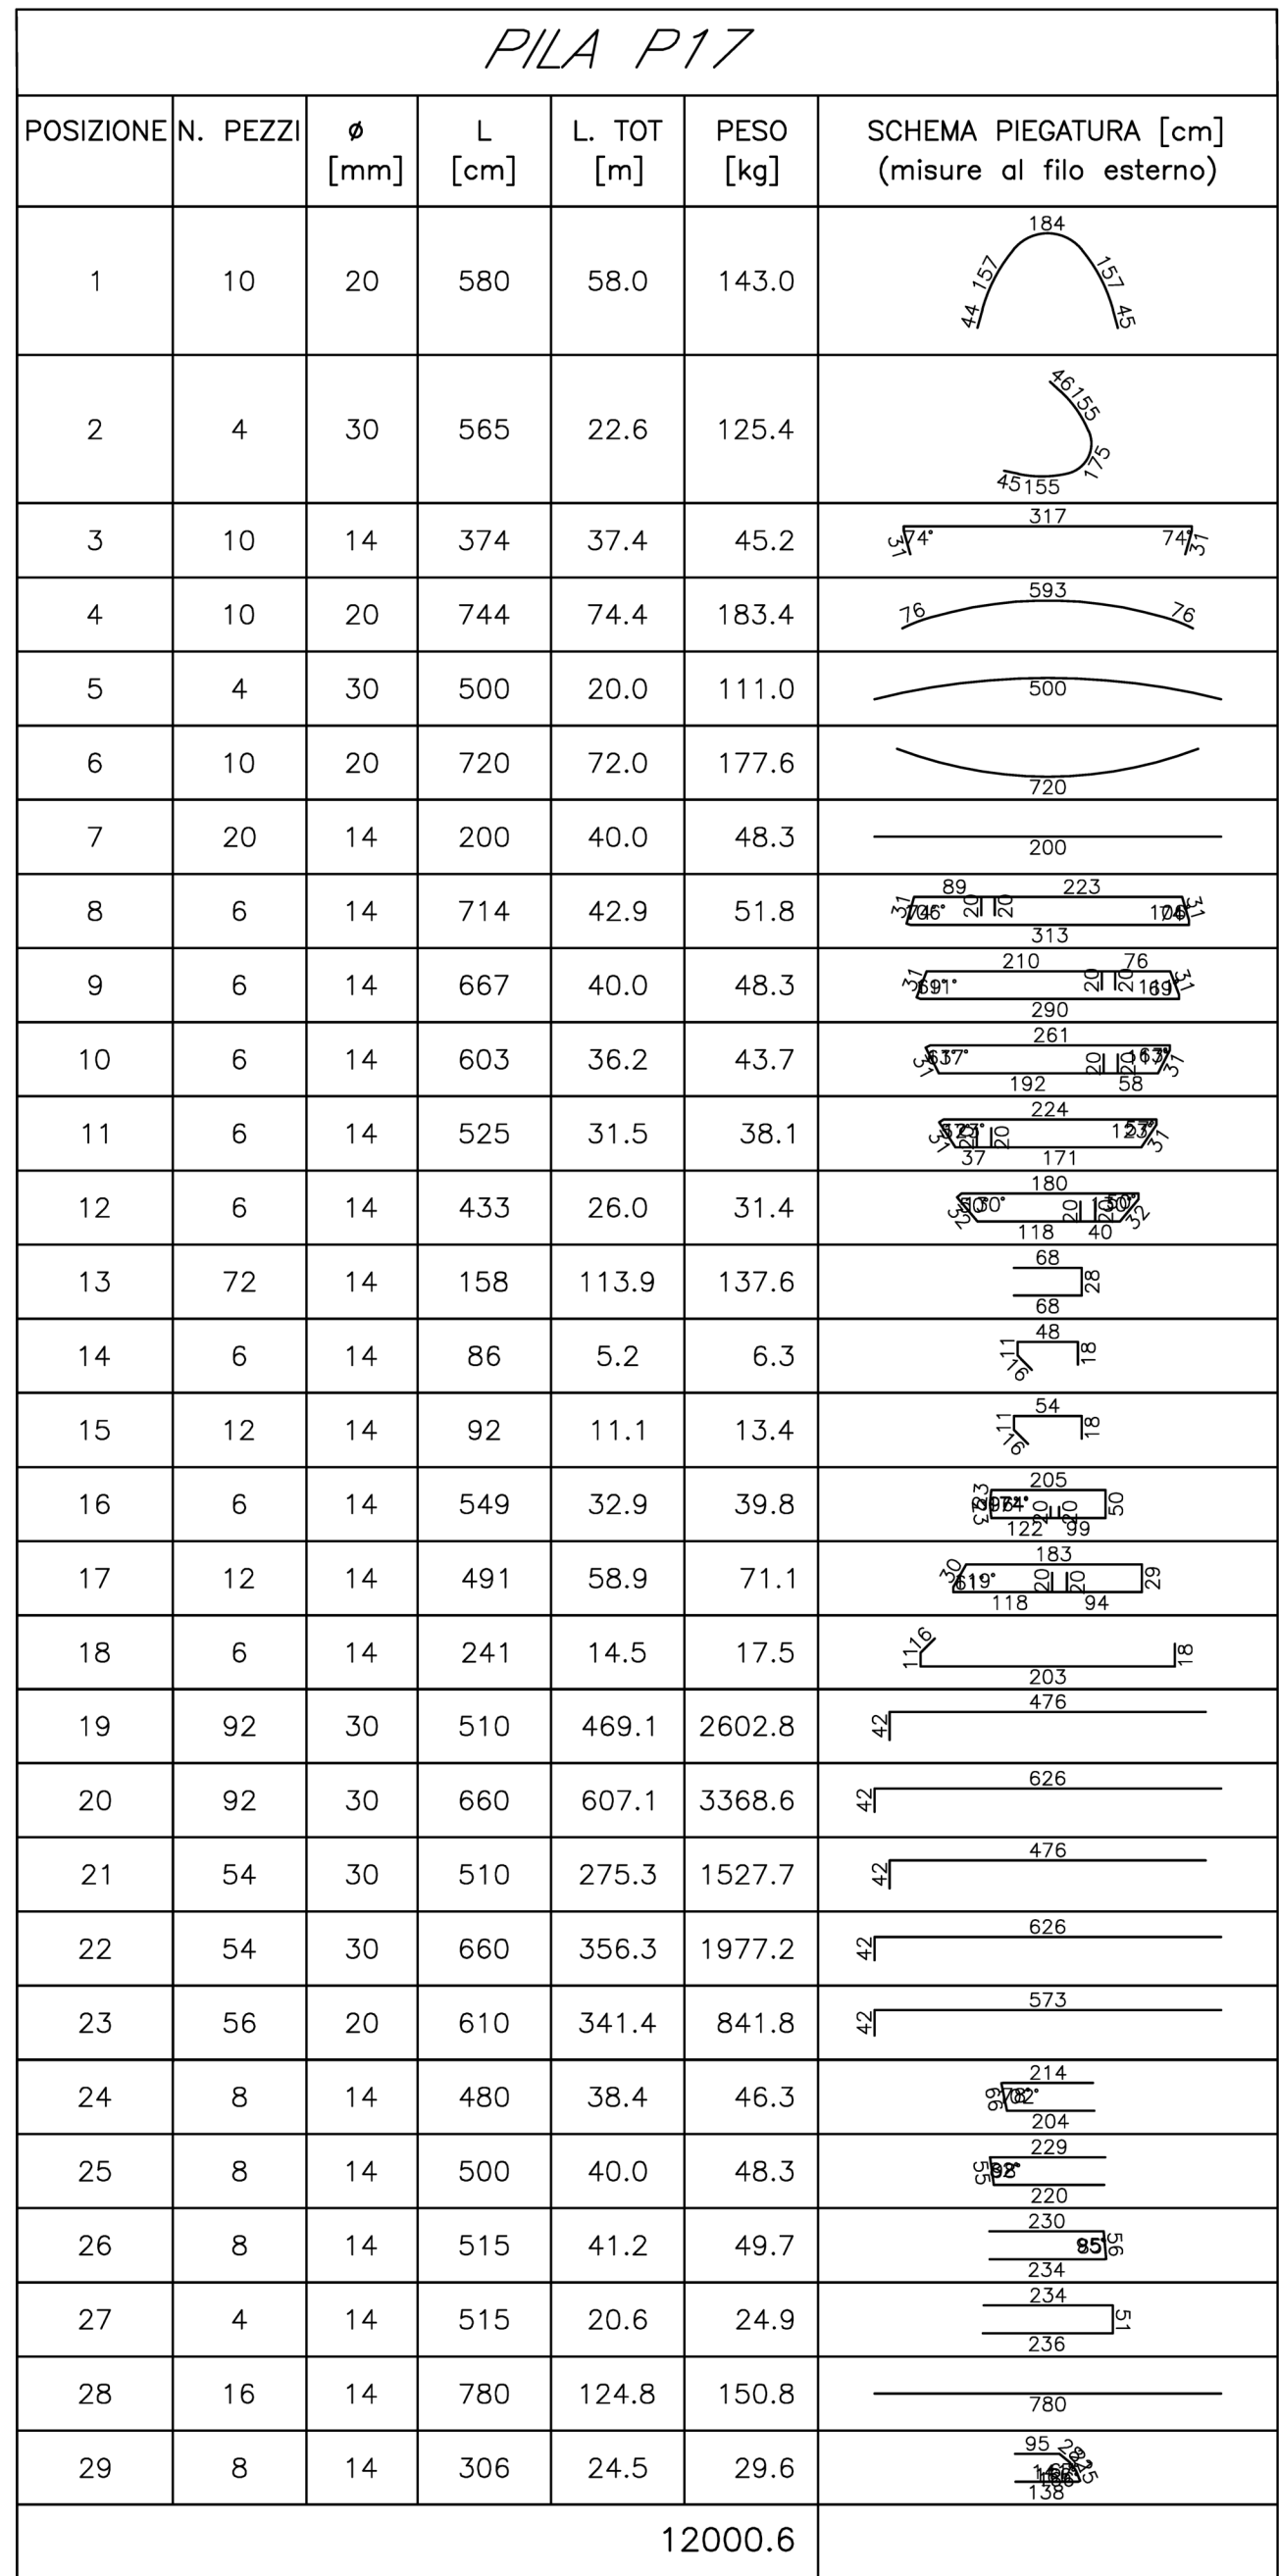 PILA P17
POSIZIONE N. PEZZI ø [mm] L [cm] L. TOT [m] PESO [kg] SCHEMA PIEGATURA [cm] (misure al filo esterno)
1 10 20 580 58.0 143.0 44 157 184 157 45
2 4 30 565 22.6 125.4 46 155 175 155 45
3 10 14 374 37.4 45.2 31 74° 317 74° 31
4 10 20 744 74.4 183.4 76 593 76
5 4 30 500 20.0 111.0 500
6 10 20 720 72.0 177.6 720
7 20 14 200 40.0 48.3 200
8 6 14 714 42.9 51.8 89 223 31 20 20 31 313
9 6 14 667 40.0 48.3 210 76 31 20 20 31 290
10 6 14 603 36.2 43.7 261 31 20 20 31 192 58
11 6 14 525 31.5 38.1 224 31 20 20 31 37 171
12 6 14 433 26.0 31.4 180 32 20 20 32 118 40
13 72 14 158 113.9 137.6 68 28 68
14 6 14 86 5.2 6.3 48 11 16 18
15 12 14 92 11.1 13.4 54 11 16 18
16 6 14 549 32.9 39.8 205 23 20 20 50 122 99
17 12 14 491 58.9 71.1 183 30 20 20 29 118 94
18 6 14 241 14.5 17.5 16 11 18 203
19 92 30 510 469.1 2602.8 476 42
20 92 30 660 607.1 3368.6 626 42
21 54 30 510 275.3 1527.7 476 42
22 54 30 660 356.3 1977.2 626 42
23 56 20 610 341.4 841.8 573 42
24 8 14 480 38.4 46.3 214 66 204
25 8 14 500 40.0 48.3 229 55 220
26 8 14 515 41.2 49.7 230 56 234
27 4 14 515 20.6 24.9 234 51 236
28 16 14 780 124.8 150.8 780
29 8 14 306 24.5 29.6 95 28 138
12000.6